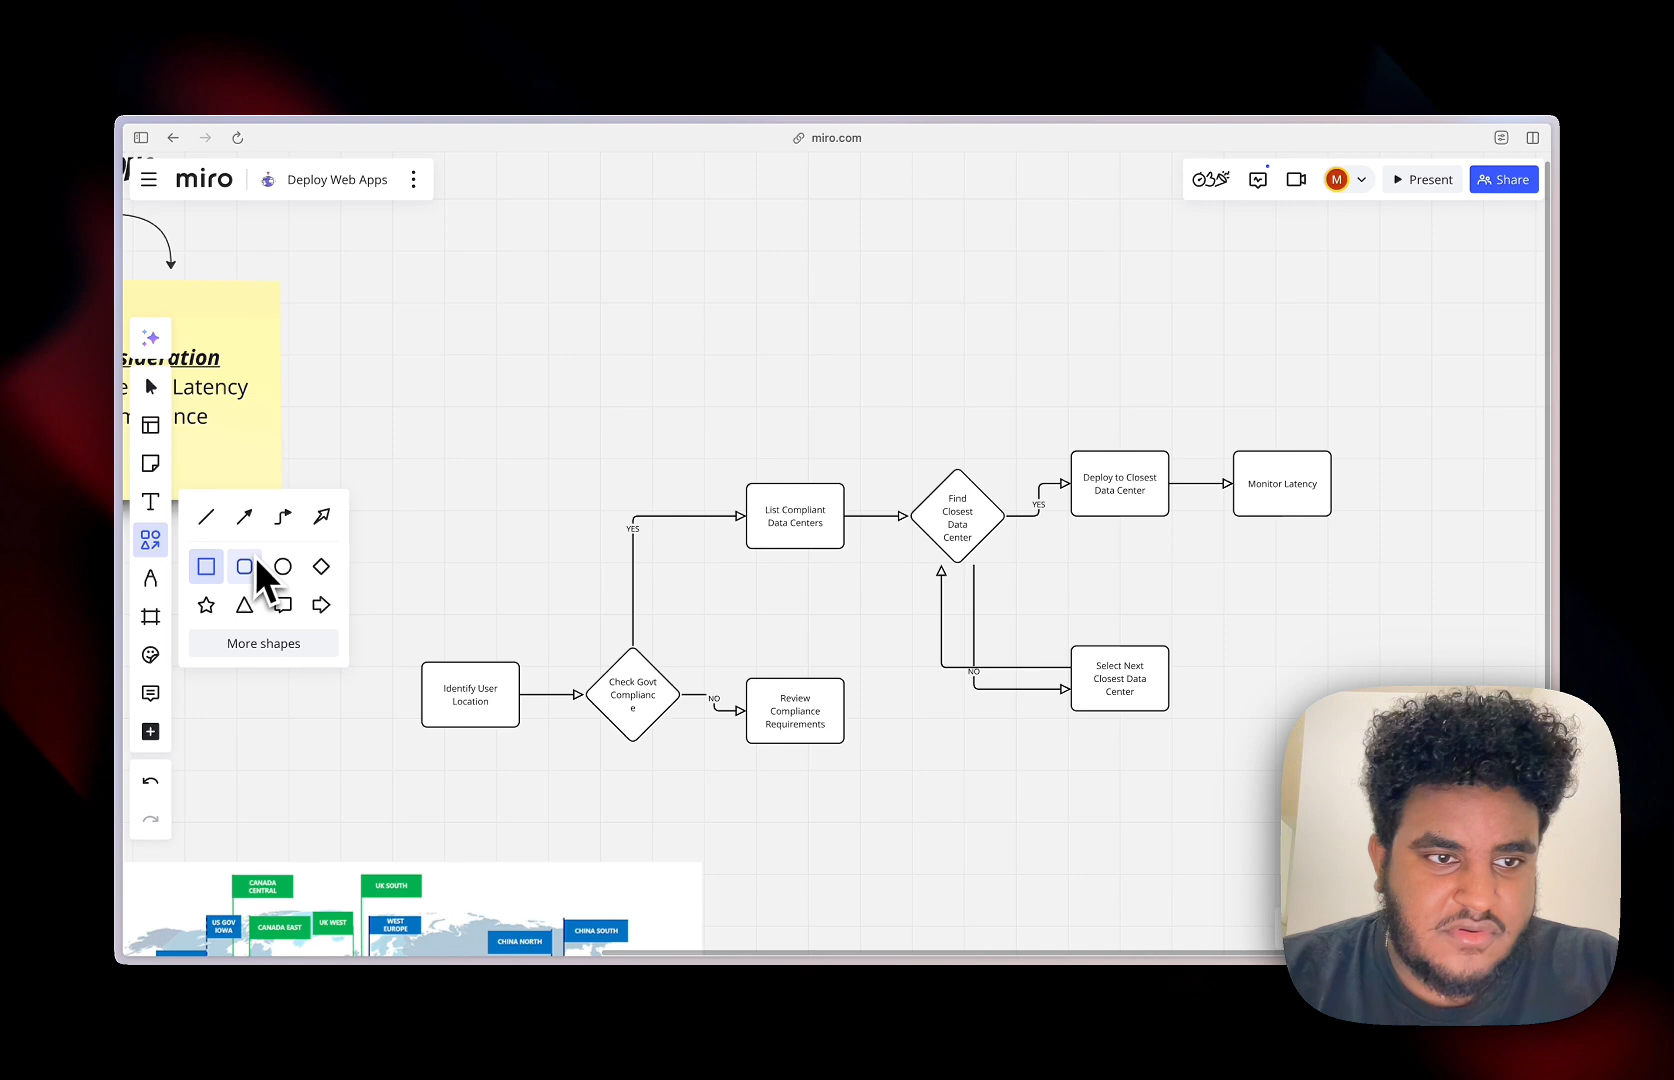 miro.com
miro
Deploy Web Apps
M
Present
Share
sideration
Latency
nce
More shapes
Identify User
Location
Check Govt
Complianc
e
YES
NO
List Compliant
Data Centers
Review
Compliance
Requirements
Find
Closest
Data
Center
YES
NO
Deploy to Closest
Data Center
Monitor Latency
Select Next
Closest Data
Center
CANADA
CENTRAL
UK SOUTH
US GOV
IOWA
CANADA EAST
UK WEST
WEST
EUROPE
CHINA NORTH
CHINA SOUTH